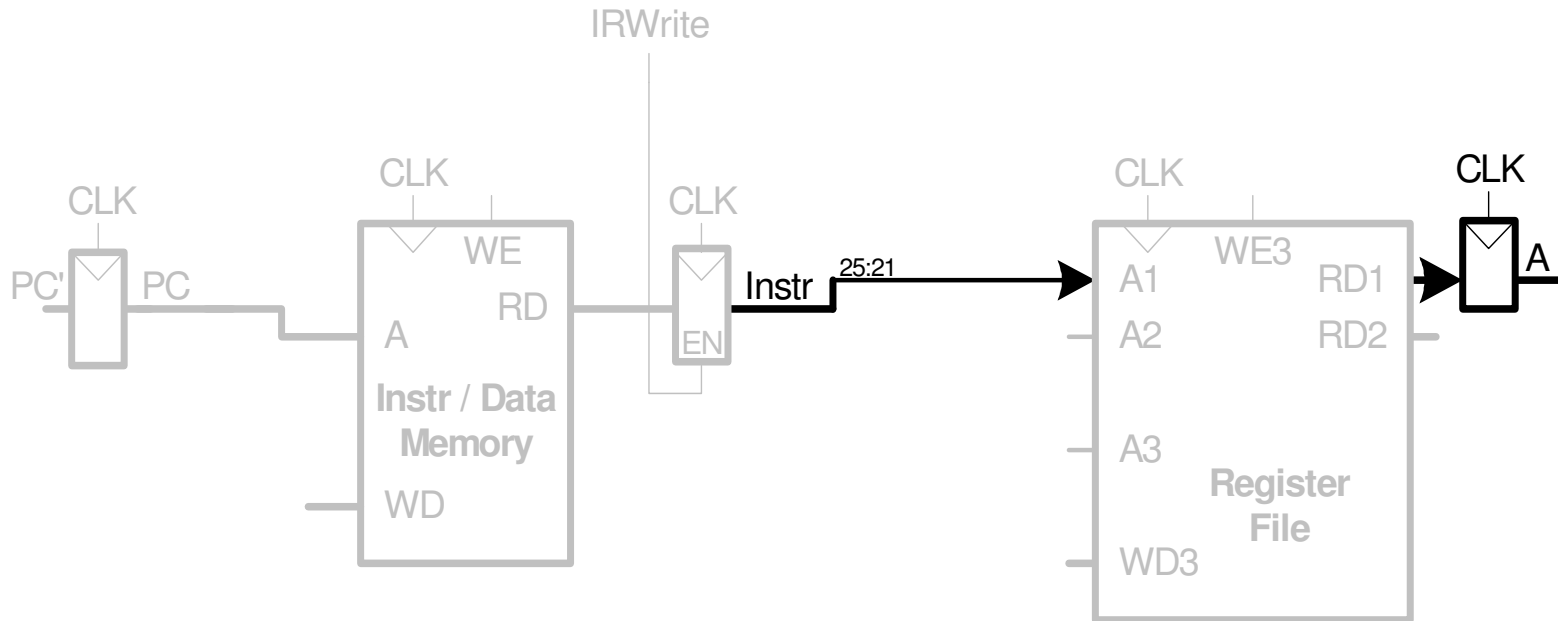 IRWrite
CLK
PC'
PC
CLK
WE
A
RD
Instr / Data
Memory
WD
CLK
EN
Instr
25:21
CLK
WE3
A1
RD1
A2
RD2
A3
Register
File
WD3
CLK
A